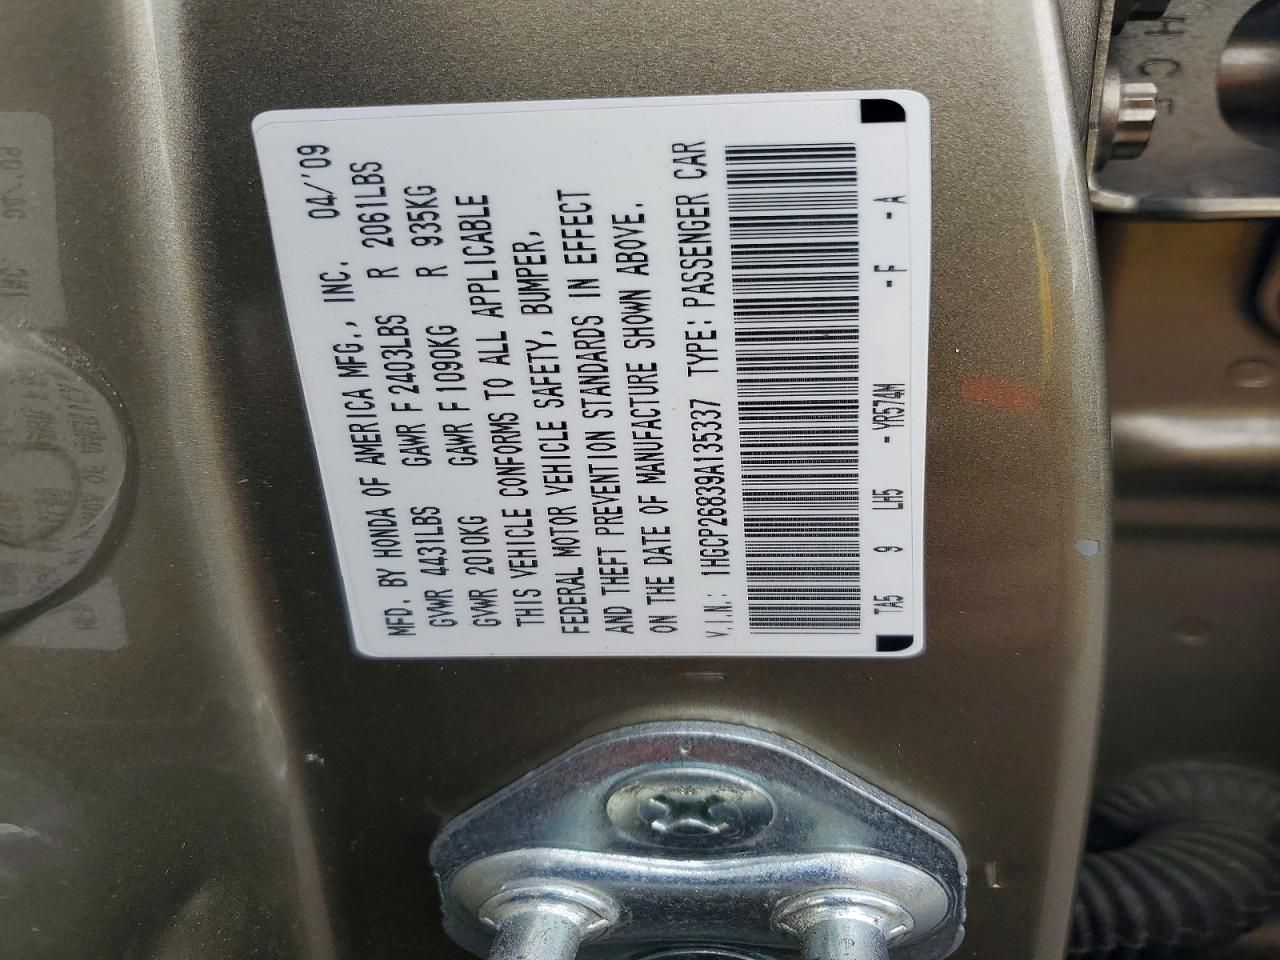 MFD. BY HONDA OF AMERICA MFG., INC. 04/'09
GVWR 4431LBS GAWR F 2403LBS R 2061LBS
GVWR 2010KG GAWR F 1090KG R 935KG
THIS VEHICLE CONFORMS TO ALL APPLICABLE
FEDERAL MOTOR VEHICLE SAFETY, BUMPER,
AND THEFT PREVENTION STANDARDS IN EFFECT
ON THE DATE OF MANUFACTURE SHOWN ABOVE.
V.I.N.: 1HGCP26839A135337 TYPE: PASSENGER CAR
TA5 9 LH5 - YR574M - F - A
H C F